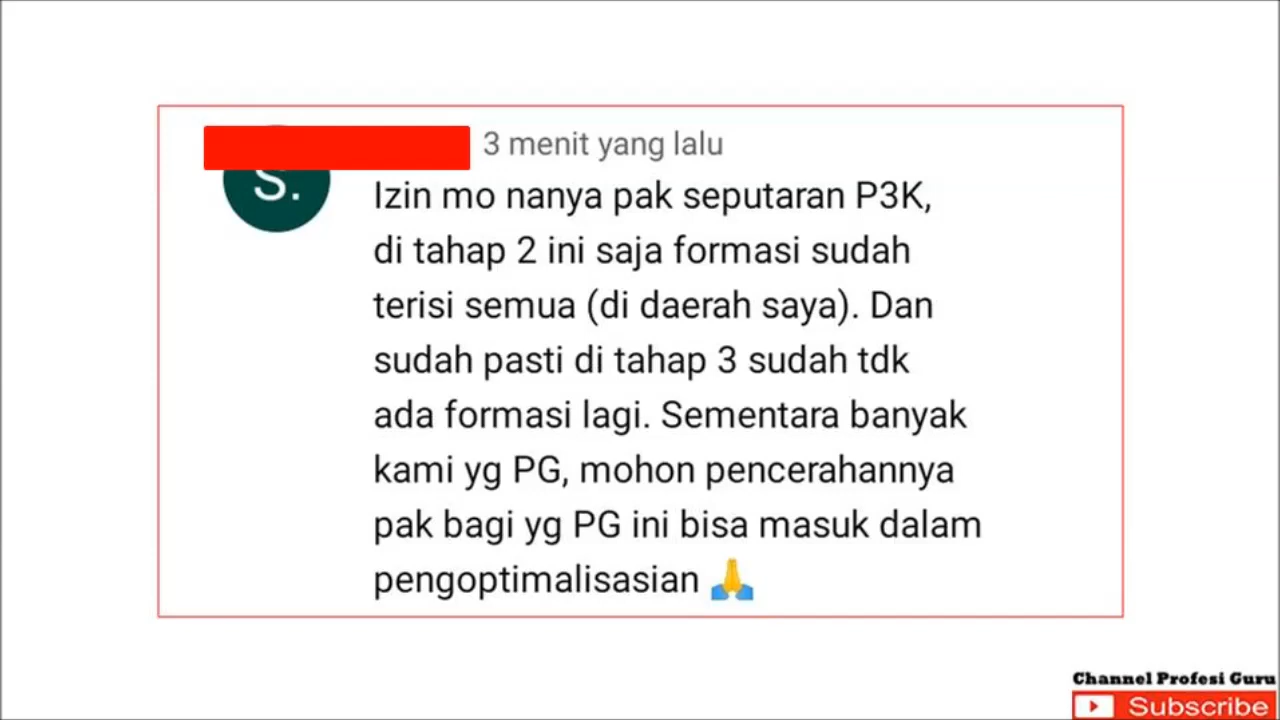 3 menit yang lalu
S.
Izin mo nanya pak seputaran P3K,
di tahap 2 ini saja formasi sudah
terisi semua (di daerah saya). Dan
sudah pasti di tahap 3 sudah tdk
ada formasi lagi. Sementara banyak
kami yg PG, mohon pencerahannya
pak bagi yg PG ini bisa masuk dalam
pengoptimalisasian 🙏
Channel Profesi Guru
Subscribe